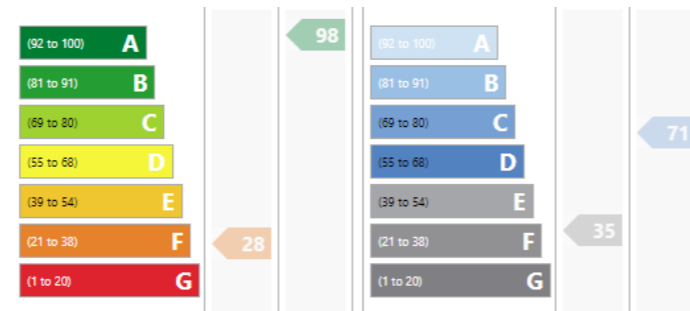 (92 to 100) A
(81 to 91) B
(69 to 80) C
(55 to 68) D
(39 to 54) E
(21 to 38) F
(1 to 20) G
28
98
(92 to 100) A
(81 to 91) B
(69 to 80) C
(55 to 68) D
(39 to 54) E
(21 to 38) F
(1 to 20) G
35
71